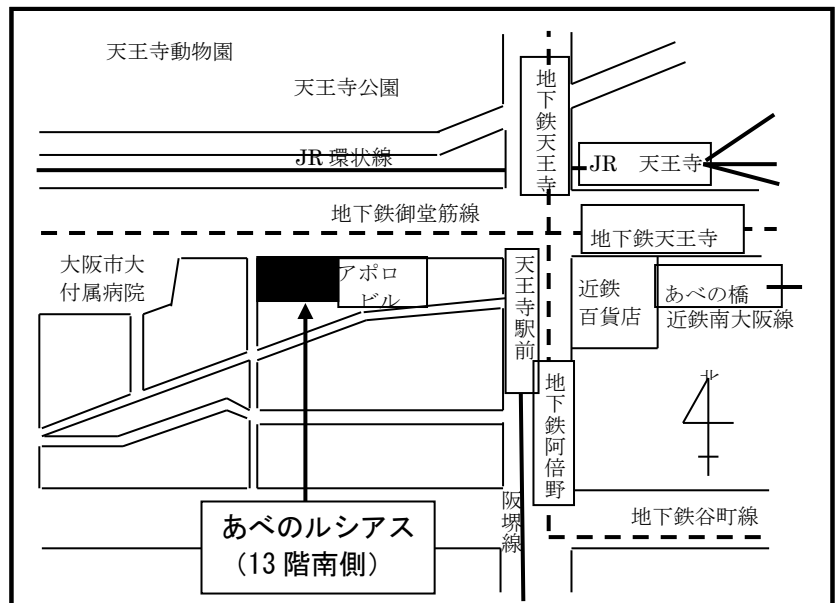 天王寺動物園
天王寺公園
地下鉄天王寺
JR 環状線
JR 天王寺
地下鉄御堂筋線
地下鉄天王寺
大阪市大
付属病院
アポロ
ビル
天王寺駅前
近鉄
百貨店
あべの橋
近鉄南大阪線
北
地下鉄阿倍野
あべのルシアス
（13 階南側）
阪堺線
地下鉄谷町線